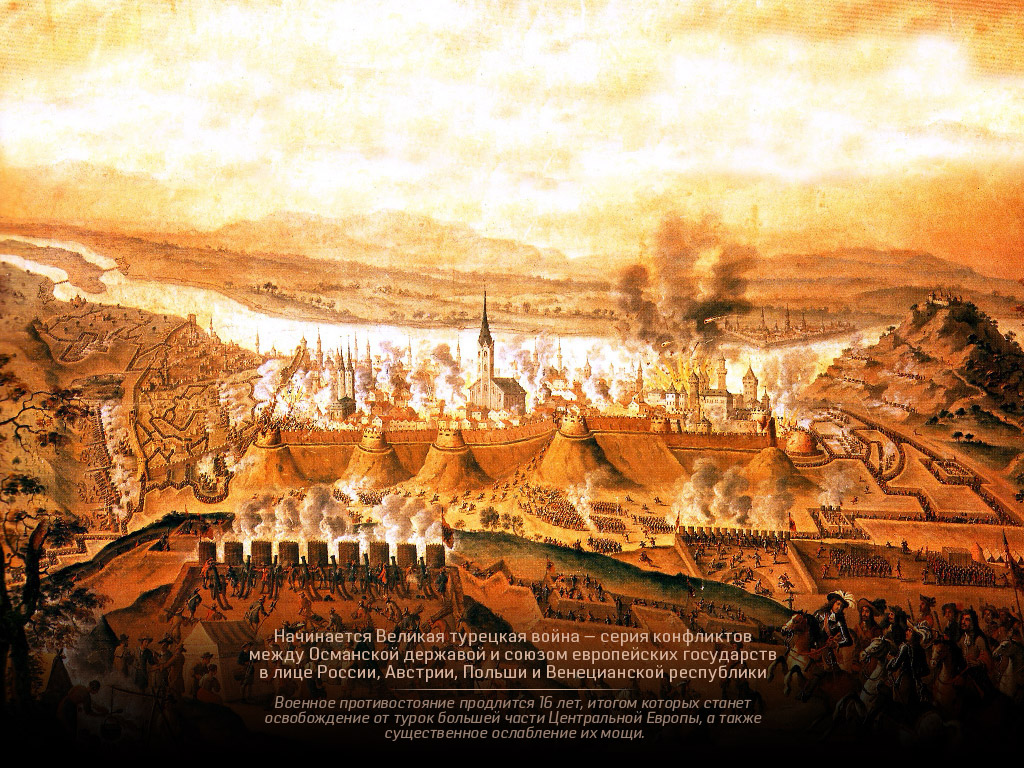 Начинается Великая турецкая война – серия конфликтов
между Османской державой и союзом европейских государств
в лице России, Австрии, Польши и Венецианской республики
Военное противостояние продлится 16 лет, итогом которых станет
освобождение от турок большей части Центральной Европы, а также
существенное ослабление их мощи.